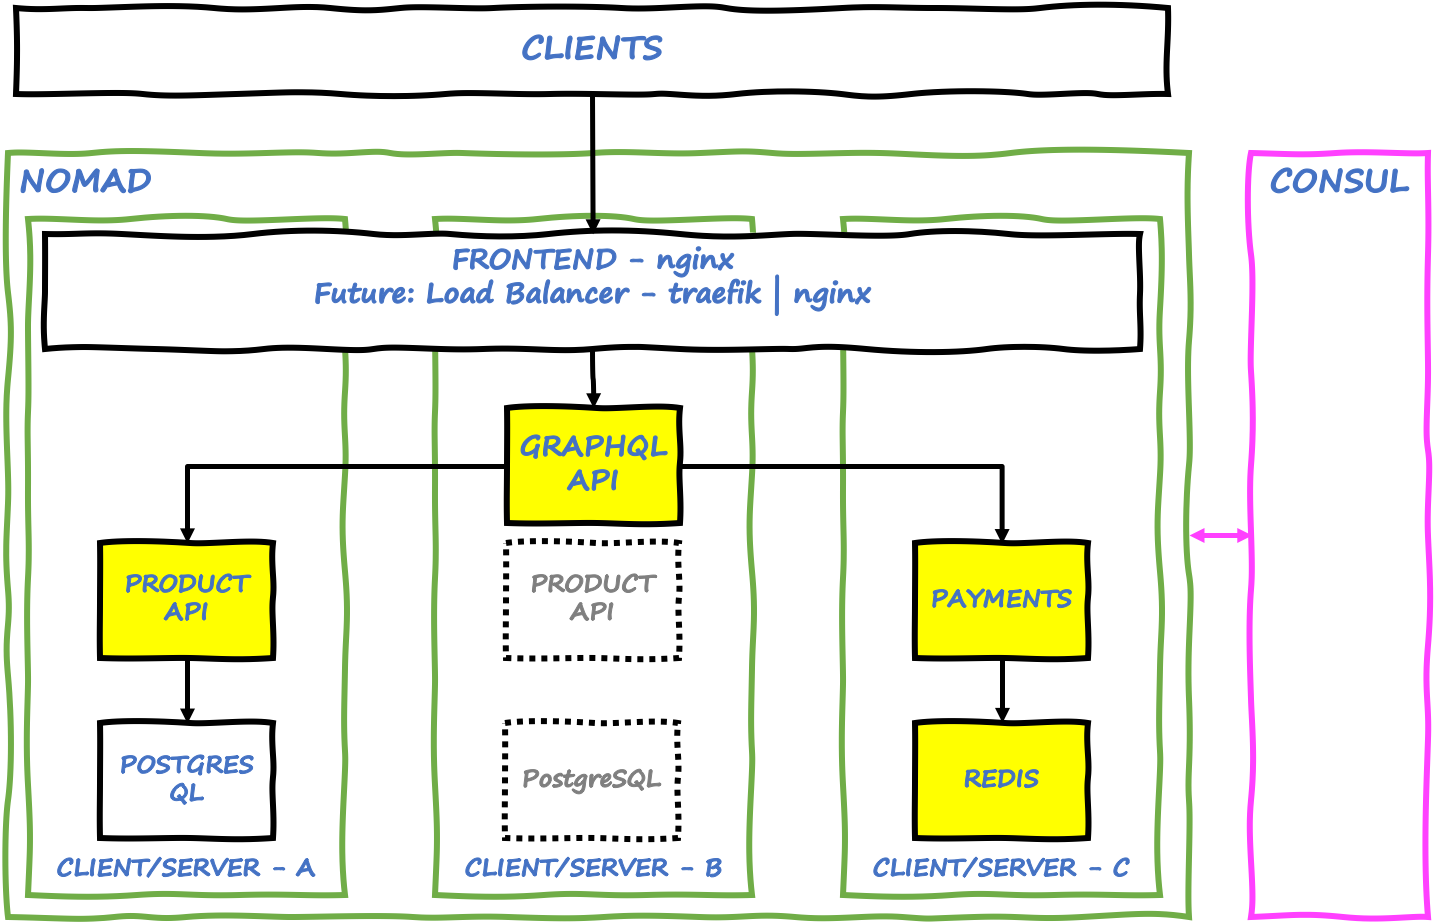 CLIENTS
NOMAD
CONSUL
FRONTEND - nginx
Future: Load Balancer - traefik | nginx
GRAPHQL
API
PRODUCT
API
PRODUCT
API
PAYMENTS
POSTGRES
QL
PostgreSQL
REDIS
CLIENT/SERVER - A
CLIENT/SERVER - B
CLIENT/SERVER - C